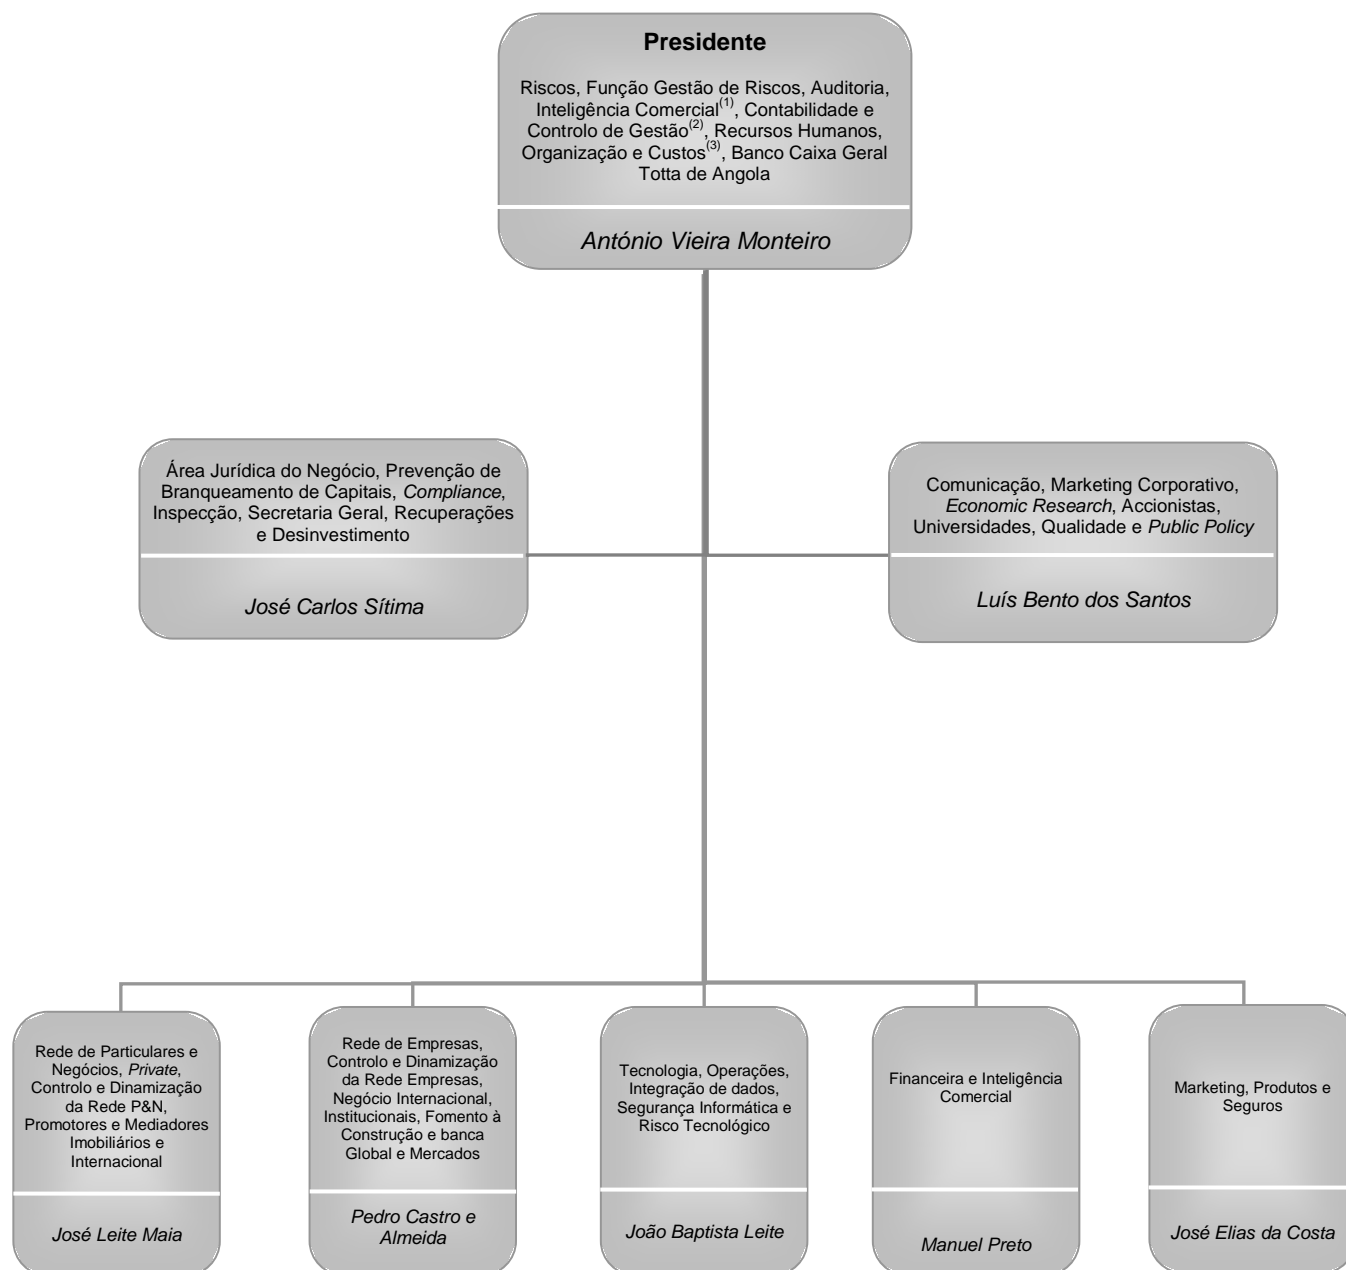 Presidente
Riscos, Função Gestão de Riscos, Auditoria,
Inteligência Comercial(1), Contabilidade e
Controlo de Gestão(2), Recursos Humanos,
Organização e Custos(3), Banco Caixa Geral
Totta de Angola
António Vieira Monteiro
Área Jurídica do Negócio, Prevenção de
Branqueamento de Capitais, Compliance,
Inspecção, Secretaria Geral, Recuperações
e Desinvestimento
José Carlos Sítima
Comunicação, Marketing Corporativo,
Economic Research, Accionistas,
Universidades, Qualidade e Public Policy
Luís Bento dos Santos
Rede de Particulares e
Negócios, Private,
Controlo e Dinamização
da Rede P&N,
Promotores e Mediadores
Imobiliários e
Internacional
José Leite Maia
Rede de Empresas,
Controlo e Dinamização
da Rede Empresas,
Negócio Internacional,
Institucionais, Fomento à
Construção e banca
Global e Mercados
Pedro Castro e
Almeida
Tecnologia, Operações,
Integração de dados,
Segurança Informática e
Risco Tecnológico
João Baptista Leite
Financeira e Inteligência
Comercial
Manuel Preto
Marketing, Produtos e
Seguros
José Elias da Costa